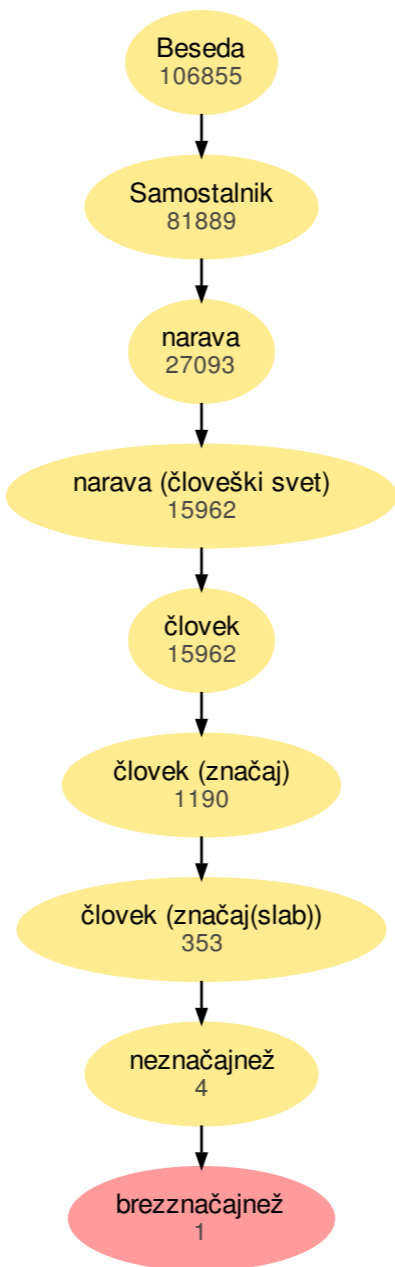 Beseda
106855
Samostalnik
81889
narava
27093
narava (človeški svet)
15962
človek
15962
človek (značaj)
1190
človek (značaj(slab))
353
neznačajnež
4
brezznačajnež
1